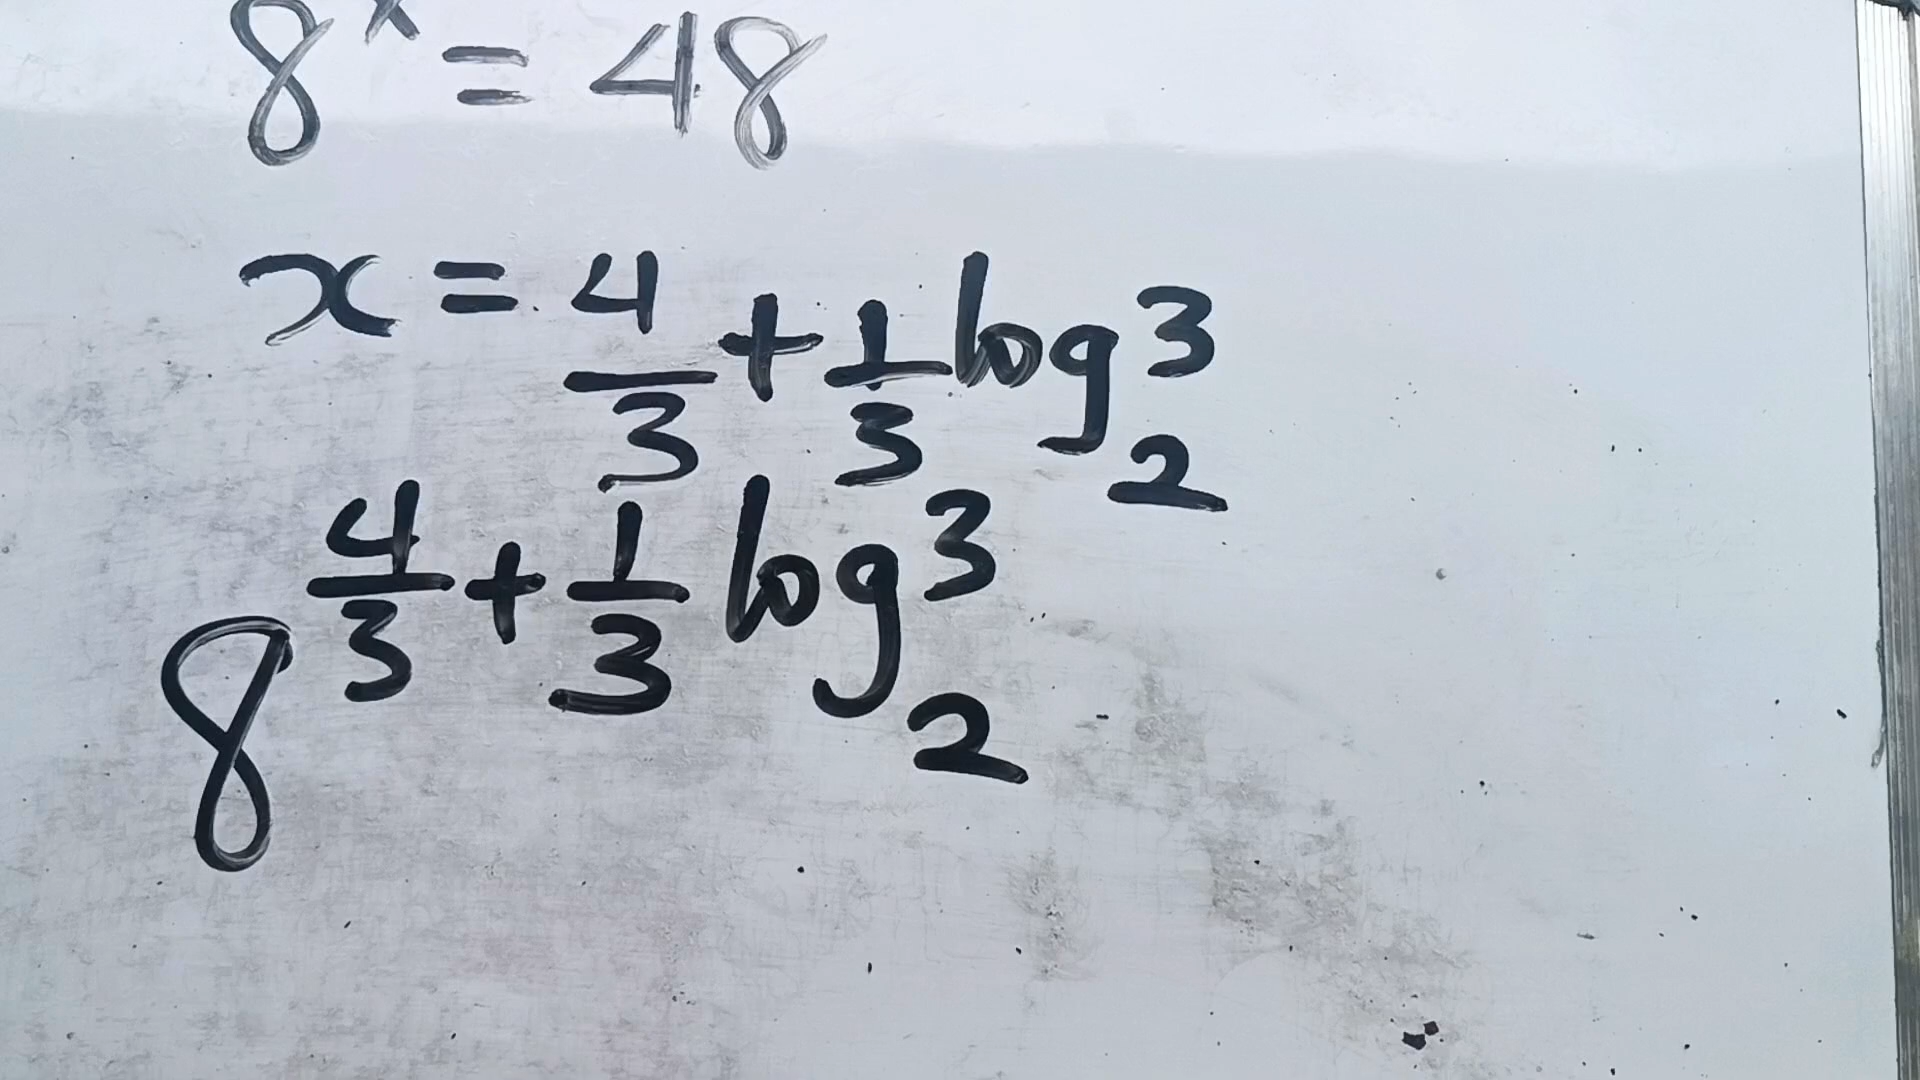 8ˣ = 48
x = 4/3 + 1/3 log₂³
8^(4/3 + 1/3 log₂³)